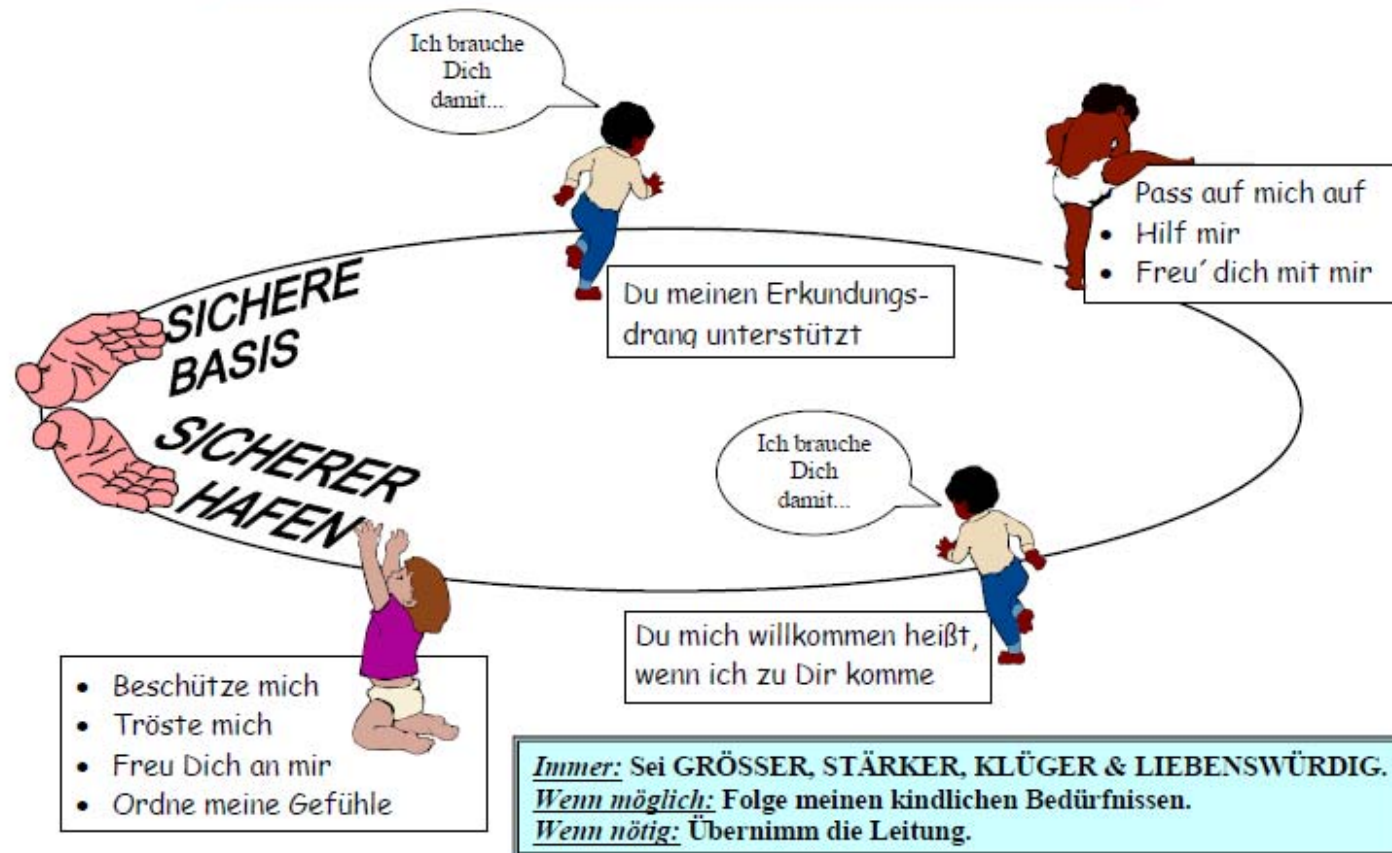 Ich brauche
Dich
damit...
Pass auf mich auf
• Hilf mir
• Freu´dich mit mir
SICHERE
BASIS
Du meinen Erkundungs-
drang unterstützt
SICHERER
HAFEN
Ich brauche
Dich
damit...
Du mich willkommen heißt,
wenn ich zu Dir komme
• Beschütze mich
• Tröste mich
• Freu Dich an mir
• Ordne meine Gefühle
Immer: Sei GRÖSSER, STÄRKER, KLÜGER & LIEBENSWÜRDIG.
Wenn möglich: Folge meinen kindlichen Bedürfnissen.
Wenn nötig: Übernimm die Leitung.